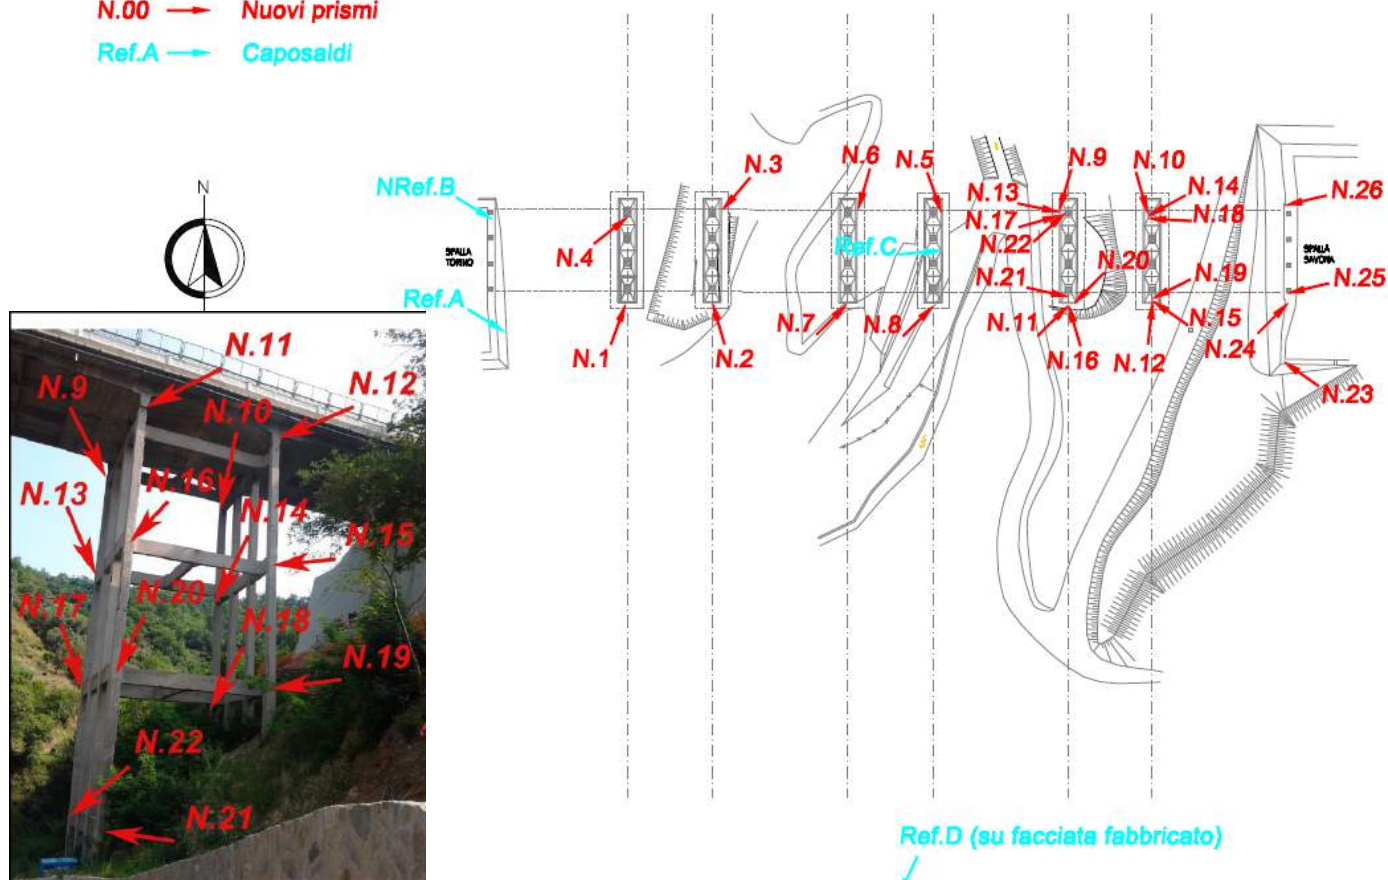 N.00 Nuovi prismi
Ref.A Caposaldi
N
NRef.B
SPALLA
TORINO
Ref.A
N.4
N.3
N.6
N.5
N.9
N.10
N.13
N.14
N.26
N.17
N.18
N.22
Ref.C
SPALLA
SAVONA
N.20
N.21
N.19
N.25
N.1
N.2
N.7
N.8
N.11
N.16
N.12
N.15
N.24
N.23
N.11
N.9
N.10
N.12
N.13
N.16
N.14
N.15
N.17
N.20
N.18
N.19
N.22
N.21
Ref.D (su facciata fabbricato)